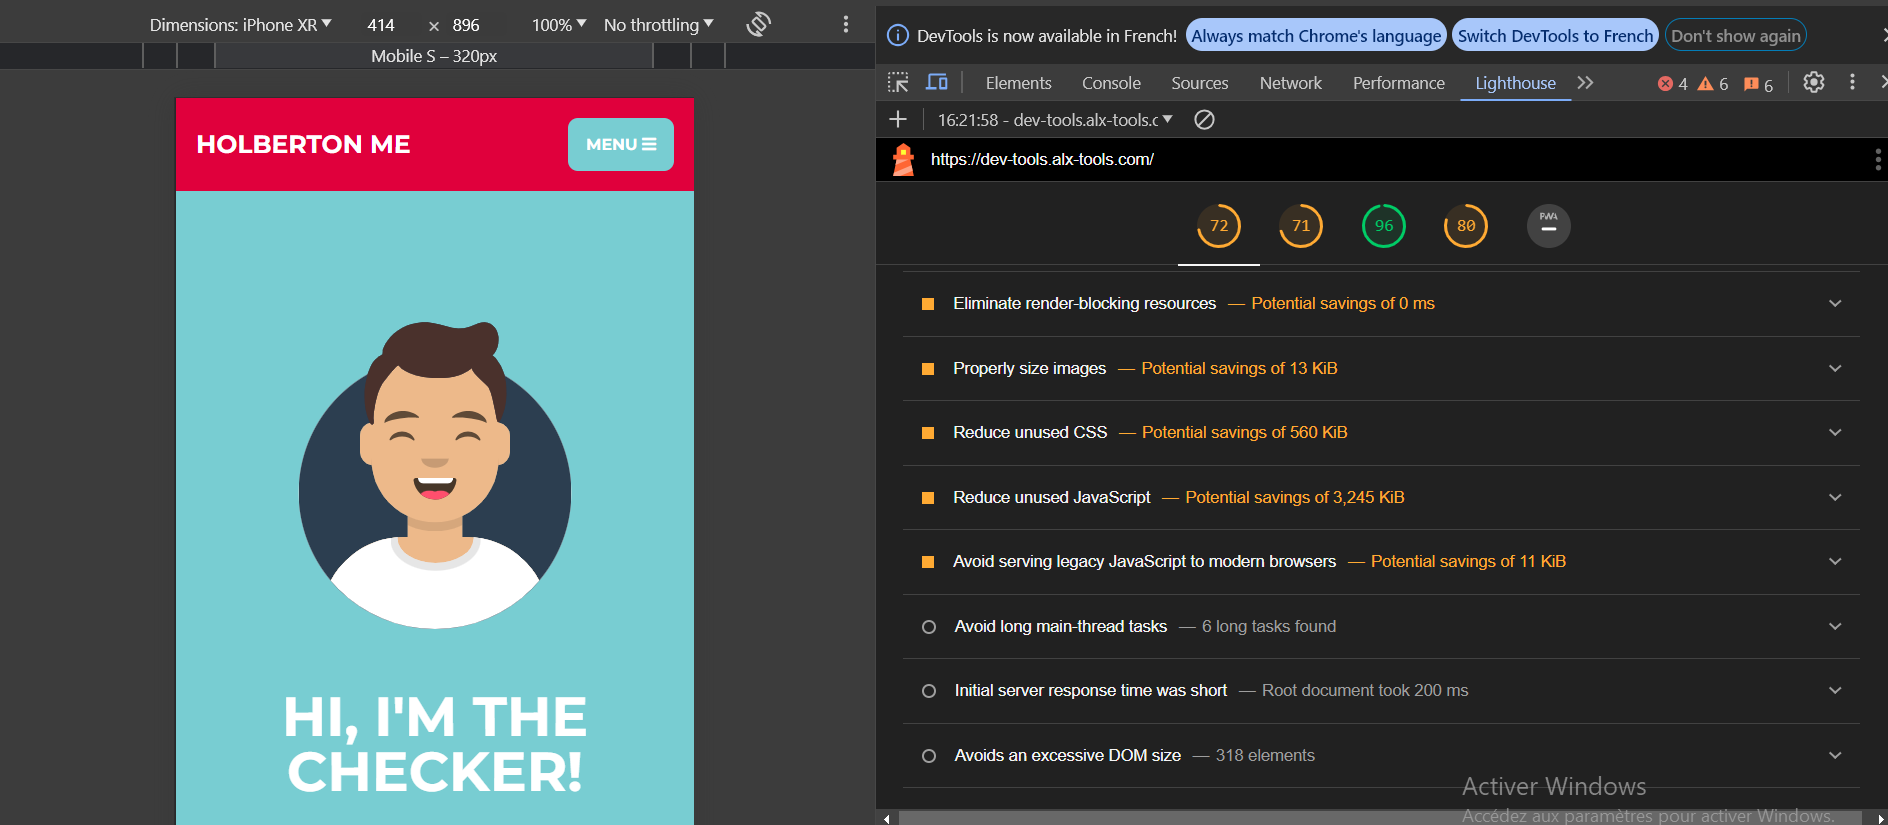 Dimensions: iPhone XR 414 × 896 100% No throttling
Mobile S – 320px
HOLBERTON ME
MENU
HI, I'M THE
CHECKER!
DevTools is now available in French! Always match Chrome's language Switch DevTools to French Don't show again
Elements Console Sources Network Performance Lighthouse 4 6 6
16:21:58 - dev-tools.alx-tools.c
https://dev-tools.alx-tools.com/
72 71 96 80 PWA
Eliminate render-blocking resources — Potential savings of 0 ms
Properly size images — Potential savings of 13 KiB
Reduce unused CSS — Potential savings of 560 KiB
Reduce unused JavaScript — Potential savings of 3,245 KiB
Avoid serving legacy JavaScript to modern browsers — Potential savings of 11 KiB
Avoid long main-thread tasks — 6 long tasks found
Initial server response time was short — Root document took 200 ms
Avoids an excessive DOM size — 318 elements
Activer Windows
Accédez aux paramètres pour activer Windows.